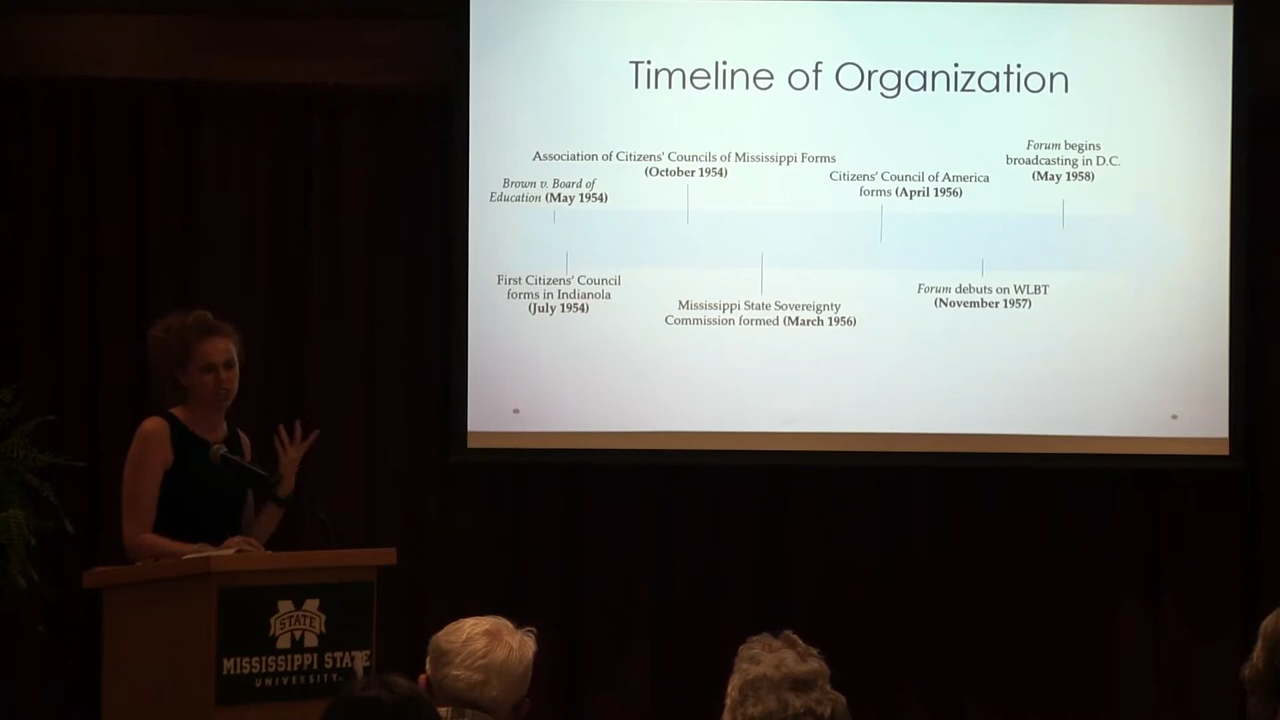 Timeline of Organization
Association of Citizens' Councils of Mississippi Forms
(October 1954)
Brown v. Board of
Education (May 1954)
Citizens' Council of America
forms (April 1956)
Forum begins
broadcasting in D.C.
(May 1958)
First Citizens' Council
forms in Indianola
(July 1954)
Mississippi State Sovereignty
Commission formed (March 1956)
Forum debuts on WLBT
(November 1957)
STATE
MISSISSIPPI STATE
UNIVERSITY